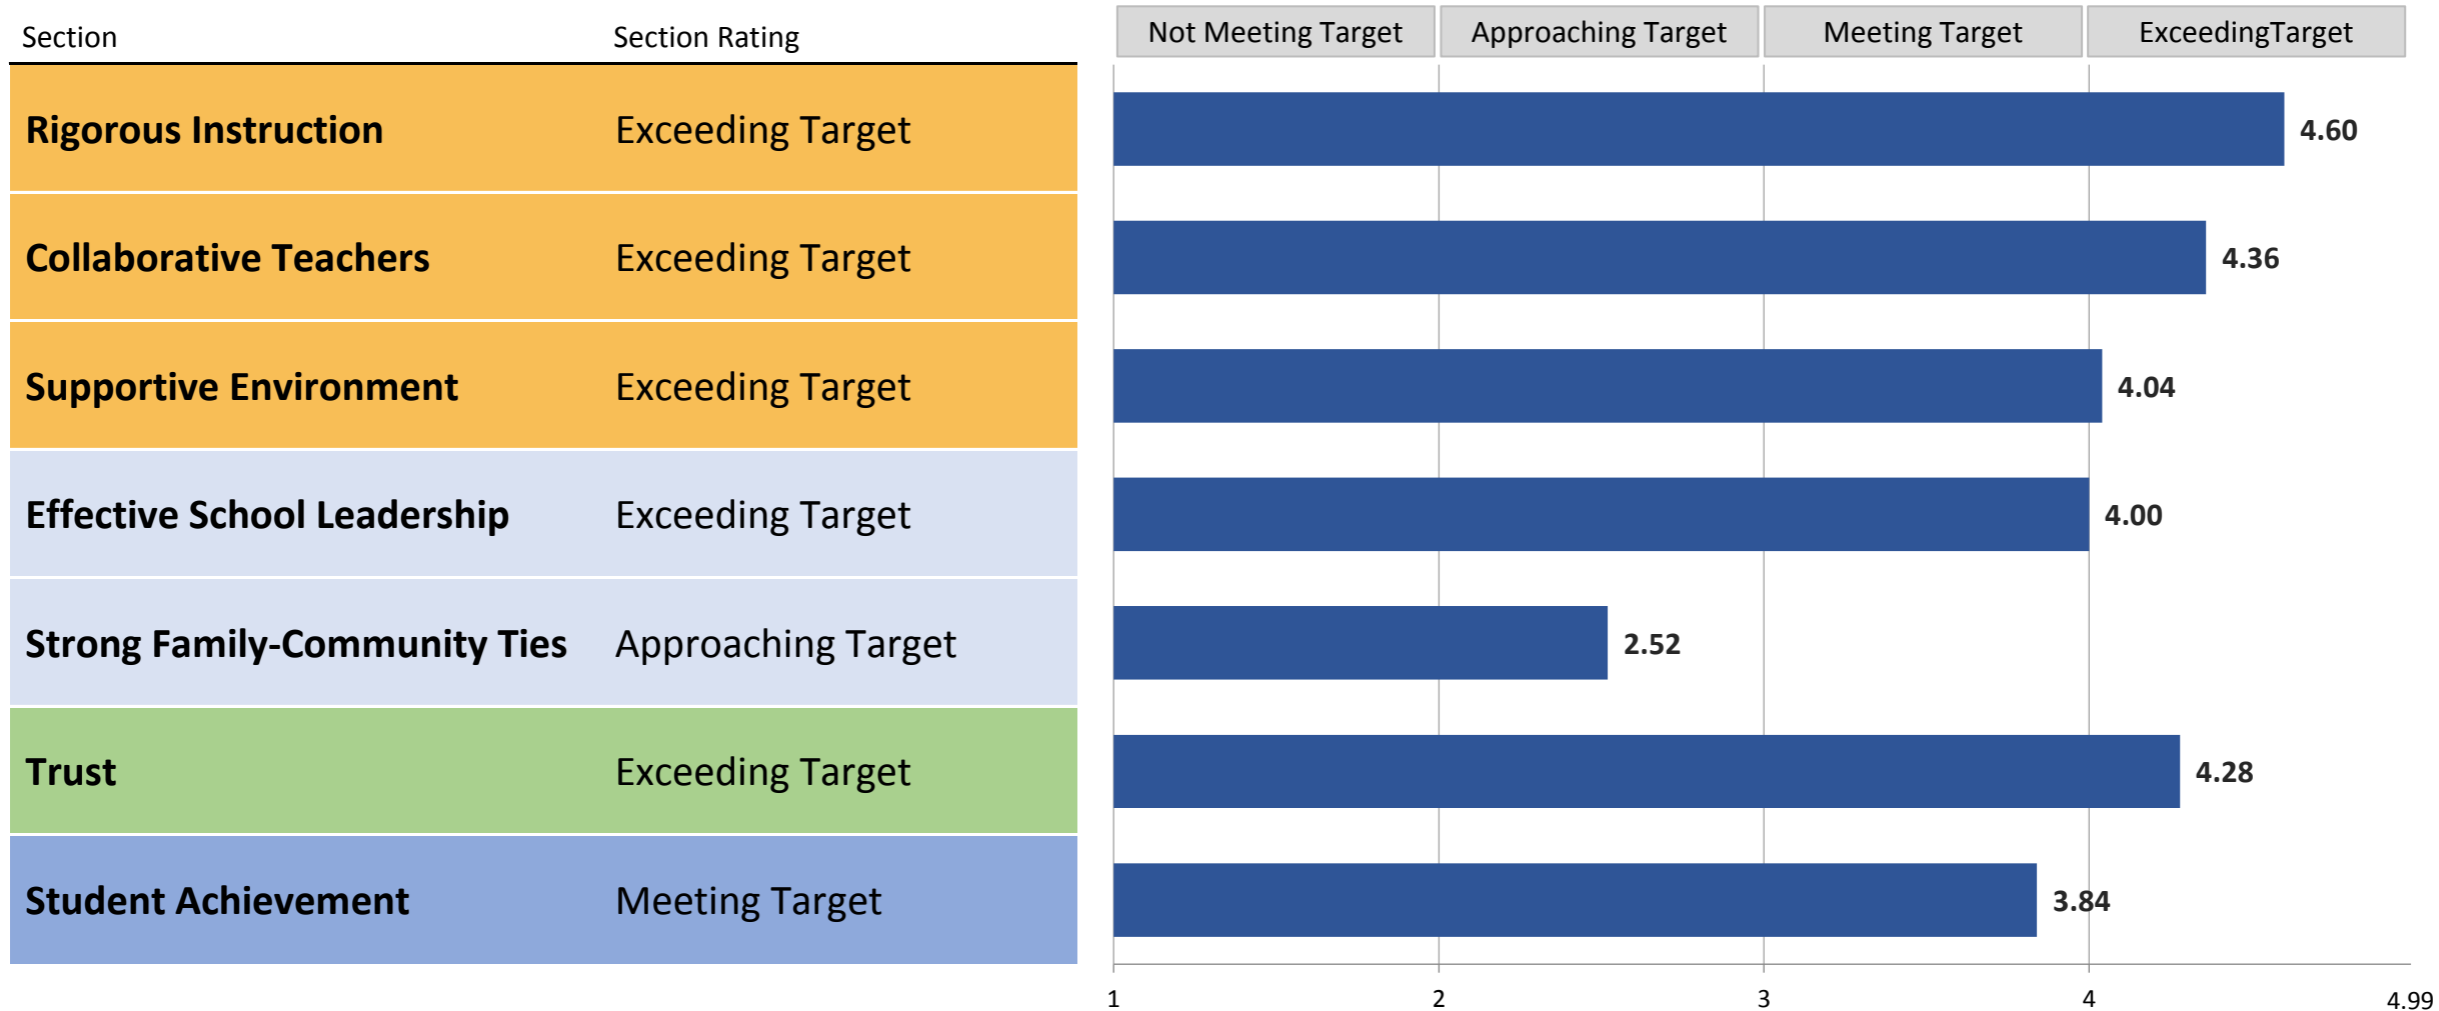 Section Section Rating Not Meeting Target Approaching Target Meeting Target ExceedingTarget
Rigorous Instruction Exceeding Target 4.60
Collaborative Teachers Exceeding Target 4.36
Supportive Environment Exceeding Target 4.04
Effective School Leadership Exceeding Target 4.00
Strong Family-Community Ties Approaching Target 2.52
Trust Exceeding Target 4.28
Student Achievement Meeting Target 3.84
1 2 3 4 4.99